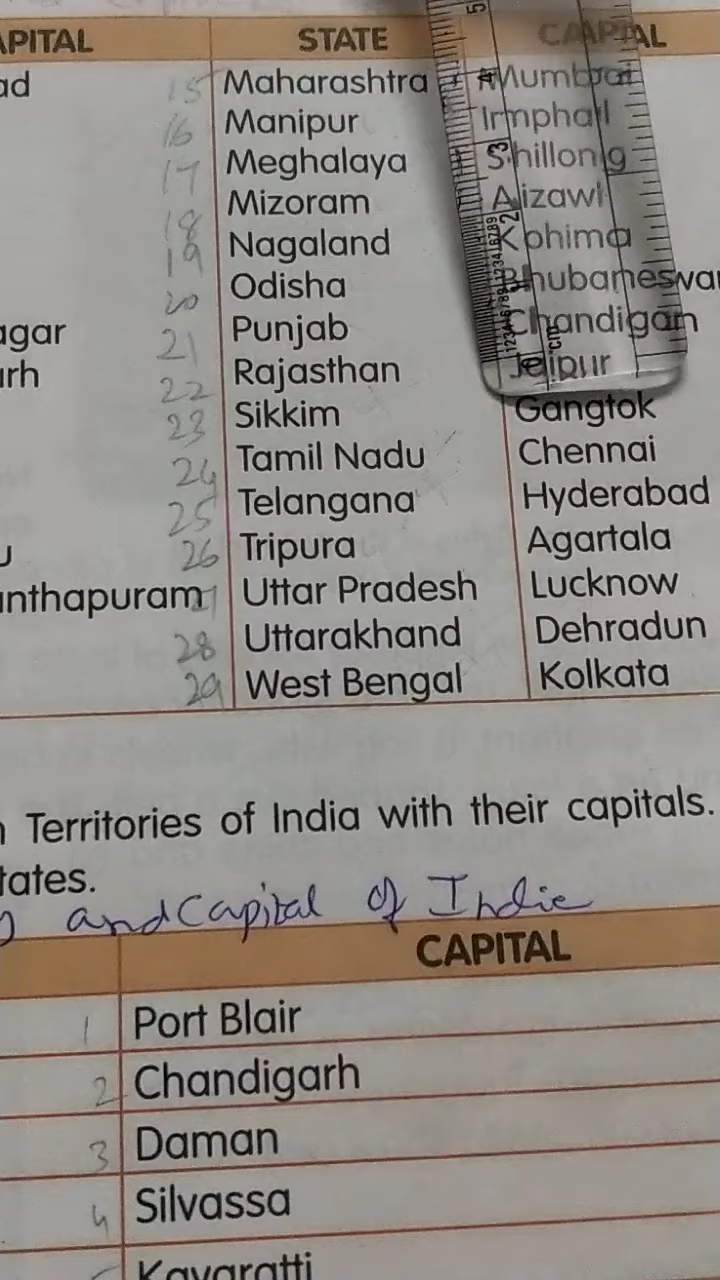 APITAL STATE CAPITAL
ad 15 Maharashtra Mumbai
16 Manipur Imphal
17 Meghalaya Shillong
18 Mizoram Aizawl
19 Nagaland Kohima
20 Odisha Bhubaneswar
agar 21 Punjab Chandigarh
arh 22 Rajasthan Jaipur
23 Sikkim Gangtok
24 Tamil Nadu Chennai
25 Telangana Hyderabad
u 26 Tripura Agartala
anthapuram Uttar Pradesh Lucknow
28 Uttarakhand Dehradun
29 West Bengal Kolkata
n Territories of India with their capitals.
tates.
and Capital of Indie
CAPITAL
1 Port Blair
2 Chandigarh
3 Daman
4 Silvassa
Kavaratti